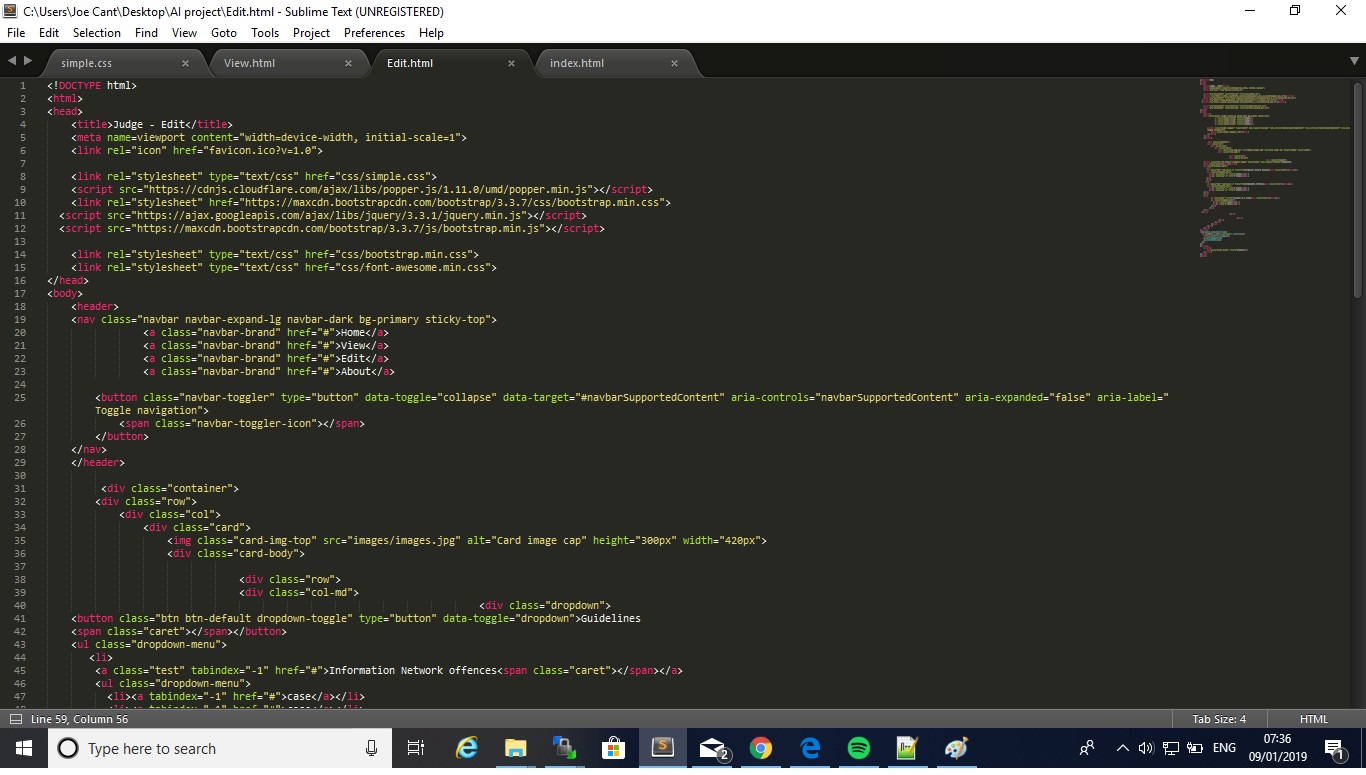 C:\Users\Joe Cant\Desktop\AI project\Edit.html - Sublime Text (UNREGISTERED)
File Edit Selection Find View Goto Tools Project Preferences Help
simple.css × View.html × Edit.html × index.html ×
1 <!DOCTYPE html>
2 <html>
3 <head>
4 <title>Judge - Edit</title>
5 <meta name=viewport content="width=device-width, initial-scale=1">
6 <link rel="icon" href="favicon.ico?v=1.0">
7
8 <link rel="stylesheet" type="text/css" href="css/simple.css">
9 <script src="https://cdnjs.cloudflare.com/ajax/libs/popper.js/1.11.0/umd/popper.min.js"></script>
10 <link rel="stylesheet" href="https://maxcdn.bootstrapcdn.com/bootstrap/3.3.7/css/bootstrap.min.css">
11 <script src="https://ajax.googleapis.com/ajax/libs/jquery/3.3.1/jquery.min.js"></script>
12 <script src="https://maxcdn.bootstrapcdn.com/bootstrap/3.3.7/js/bootstrap.min.js"></script>
13
14 <link rel="stylesheet" type="text/css" href="css/bootstrap.min.css">
15 <link rel="stylesheet" type="text/css" href="css/font-awesome.min.css">
16 </head>
17 <body>
18 <header>
19 <nav class="navbar navbar-expand-lg navbar-dark bg-primary sticky-top">
20 <a class="navbar-brand" href="#">Home</a>
21 <a class="navbar-brand" href="#">View</a>
22 <a class="navbar-brand" href="#">Edit</a>
23 <a class="navbar-brand" href="#">About</a>
24
25 <button class="navbar-toggler" type="button" data-toggle="collapse" data-target="#navbarSupportedContent" aria-controls="navbarSupportedContent" aria-expanded="false" aria-label="
Toggle navigation">
26 <span class="navbar-toggler-icon"></span>
27 </button>
28 </nav>
29 </header>
30
31 <div class="container">
32 <div class="row">
33 <div class="col">
34 <div class="card">
35 <img class="card-img-top" src="images/images.jpg" alt="Card image cap" height="300px" width="420px">
36 <div class="card-body">
37
38 <div class="row">
39 <div class="col-md">
40 <div class="dropdown">
41 <button class="btn btn-default dropdown-toggle" type="button" data-toggle="dropdown">Guidelines
42 <span class="caret"></span></button>
43 <ul class="dropdown-menu">
44 <li>
45 <a class="test" tabindex="-1" href="#">Information Network offences<span class="caret"></span></a>
46 <ul class="dropdown-menu">
47 <li><a tabindex="-1" href="#">case</a></li>
Line 59, Column 56 Tab Size: 4 HTML
Type here to search 2 ENG 07:36
09/01/2019 1